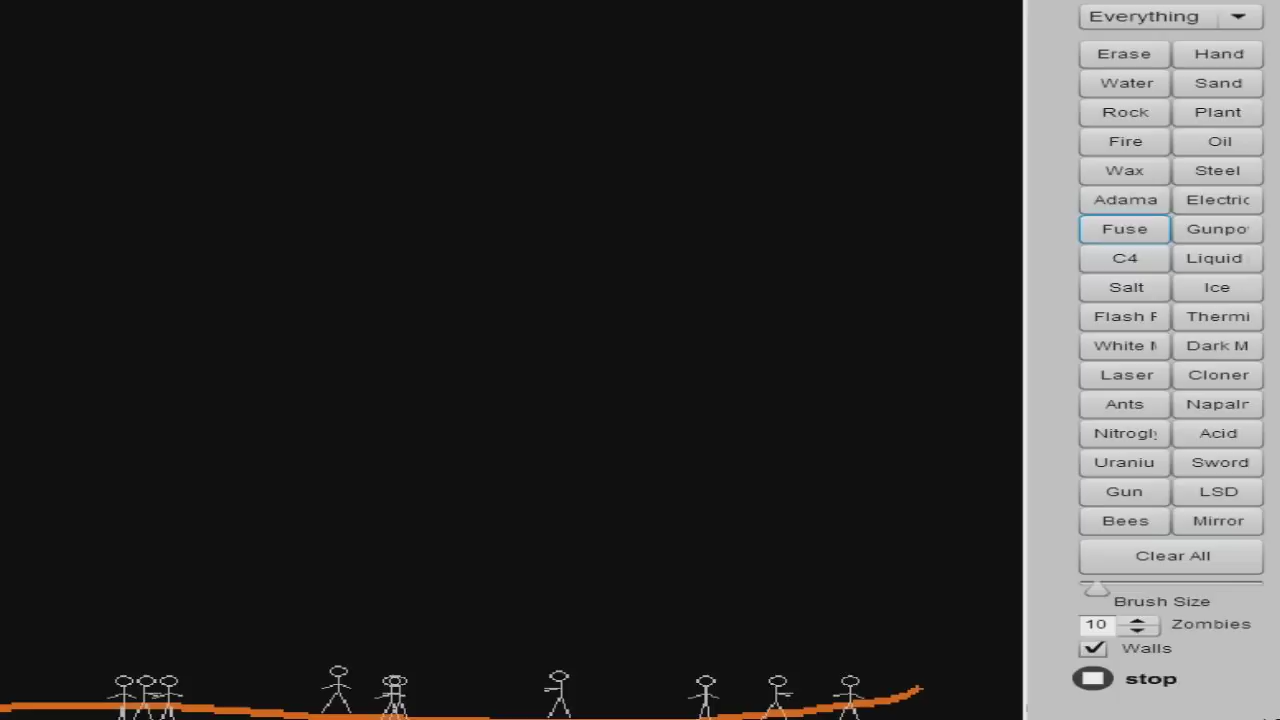 Everything
Erase Hand
Water Sand
Rock Plant
Fire Oil
Wax Steel
Adama Electric
Fuse Gunpo
C4 Liquid
Salt Ice
Flash F Thermi
White M Dark M
Laser Cloner
Ants Napalr
Nitrogly Acid
Uraniu Sword
Gun LSD
Bees Mirror
Clear All
Brush Size
10 Zombies
Walls
stop